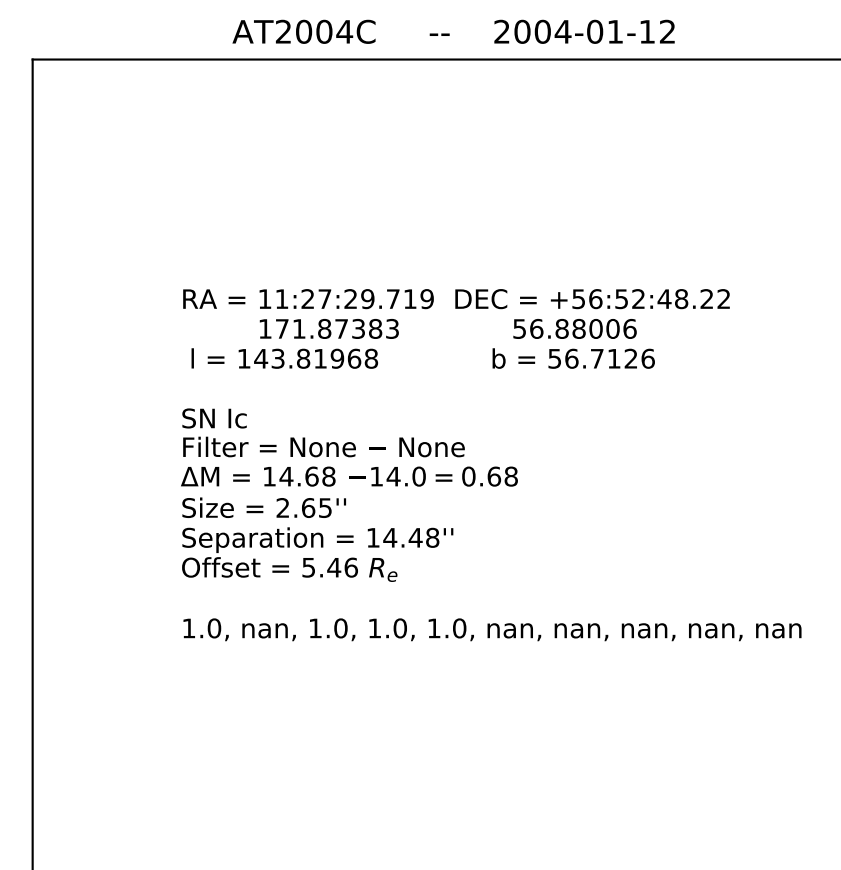 AT2004C -- 2004-01-12
RA = 11:27:29.719 DEC = +56:52:48.22
171.87383 56.88006
l = 143.81968 b = 56.7126
SN Ic
Filter = None − None
ΔM = 14.68 −14.0 = 0.68
Size = 2.65''
Separation = 14.48''
Offset = 5.46 Re
1.0, nan, 1.0, 1.0, 1.0, nan, nan, nan, nan, nan